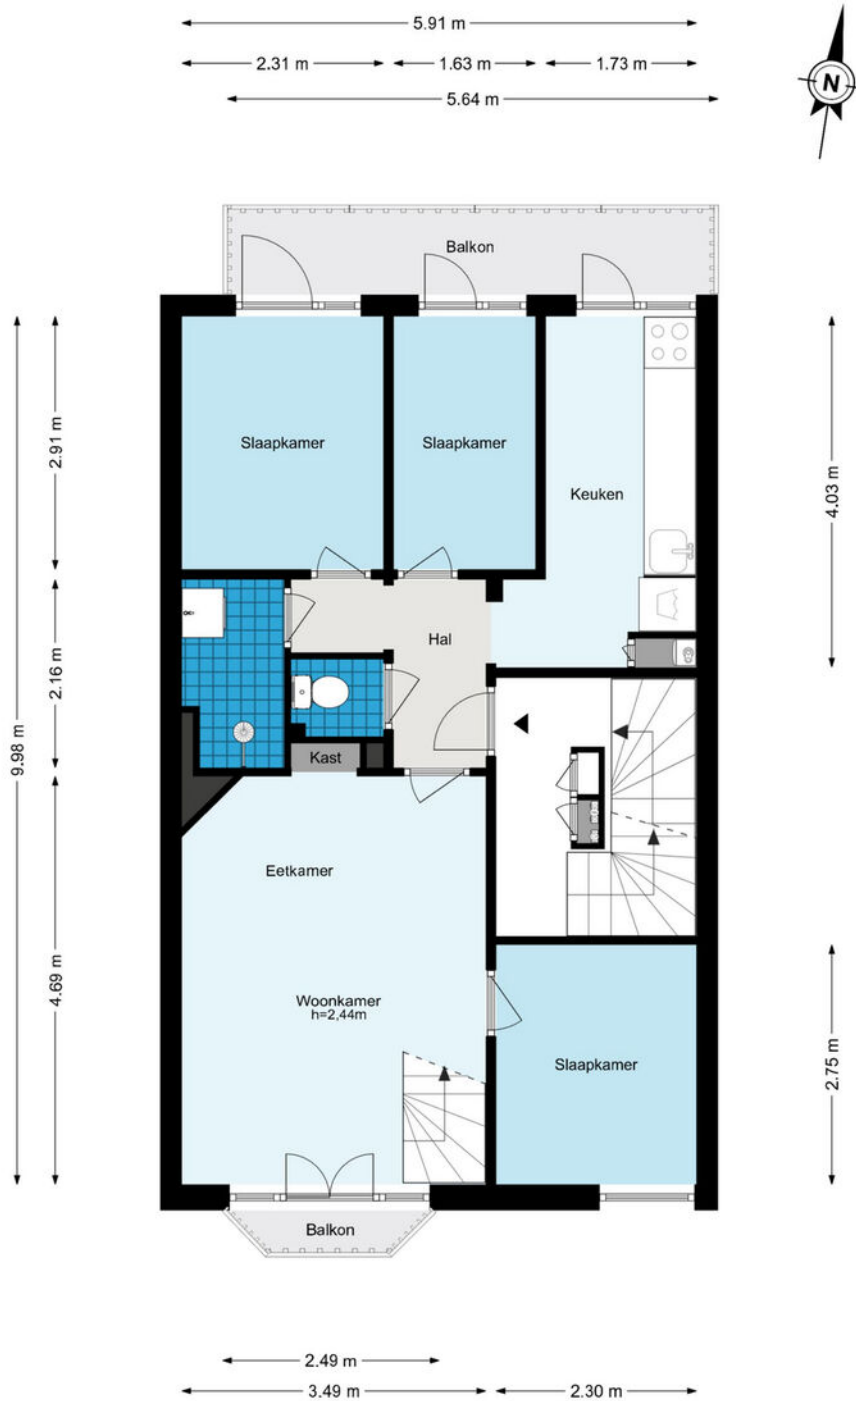 5.91 m
2.31 m
1.63 m
1.73 m
5.64 m
N
Balkon
2.91 m
Slaapkamer
Slaapkamer
Keuken
4.03 m
Hal
2.16 m
9.98 m
Kast
Eetkamer
4.69 m
Woonkamer
h=2,44m
Slaapkamer
2.75 m
Balkon
2.49 m
3.49 m
2.30 m